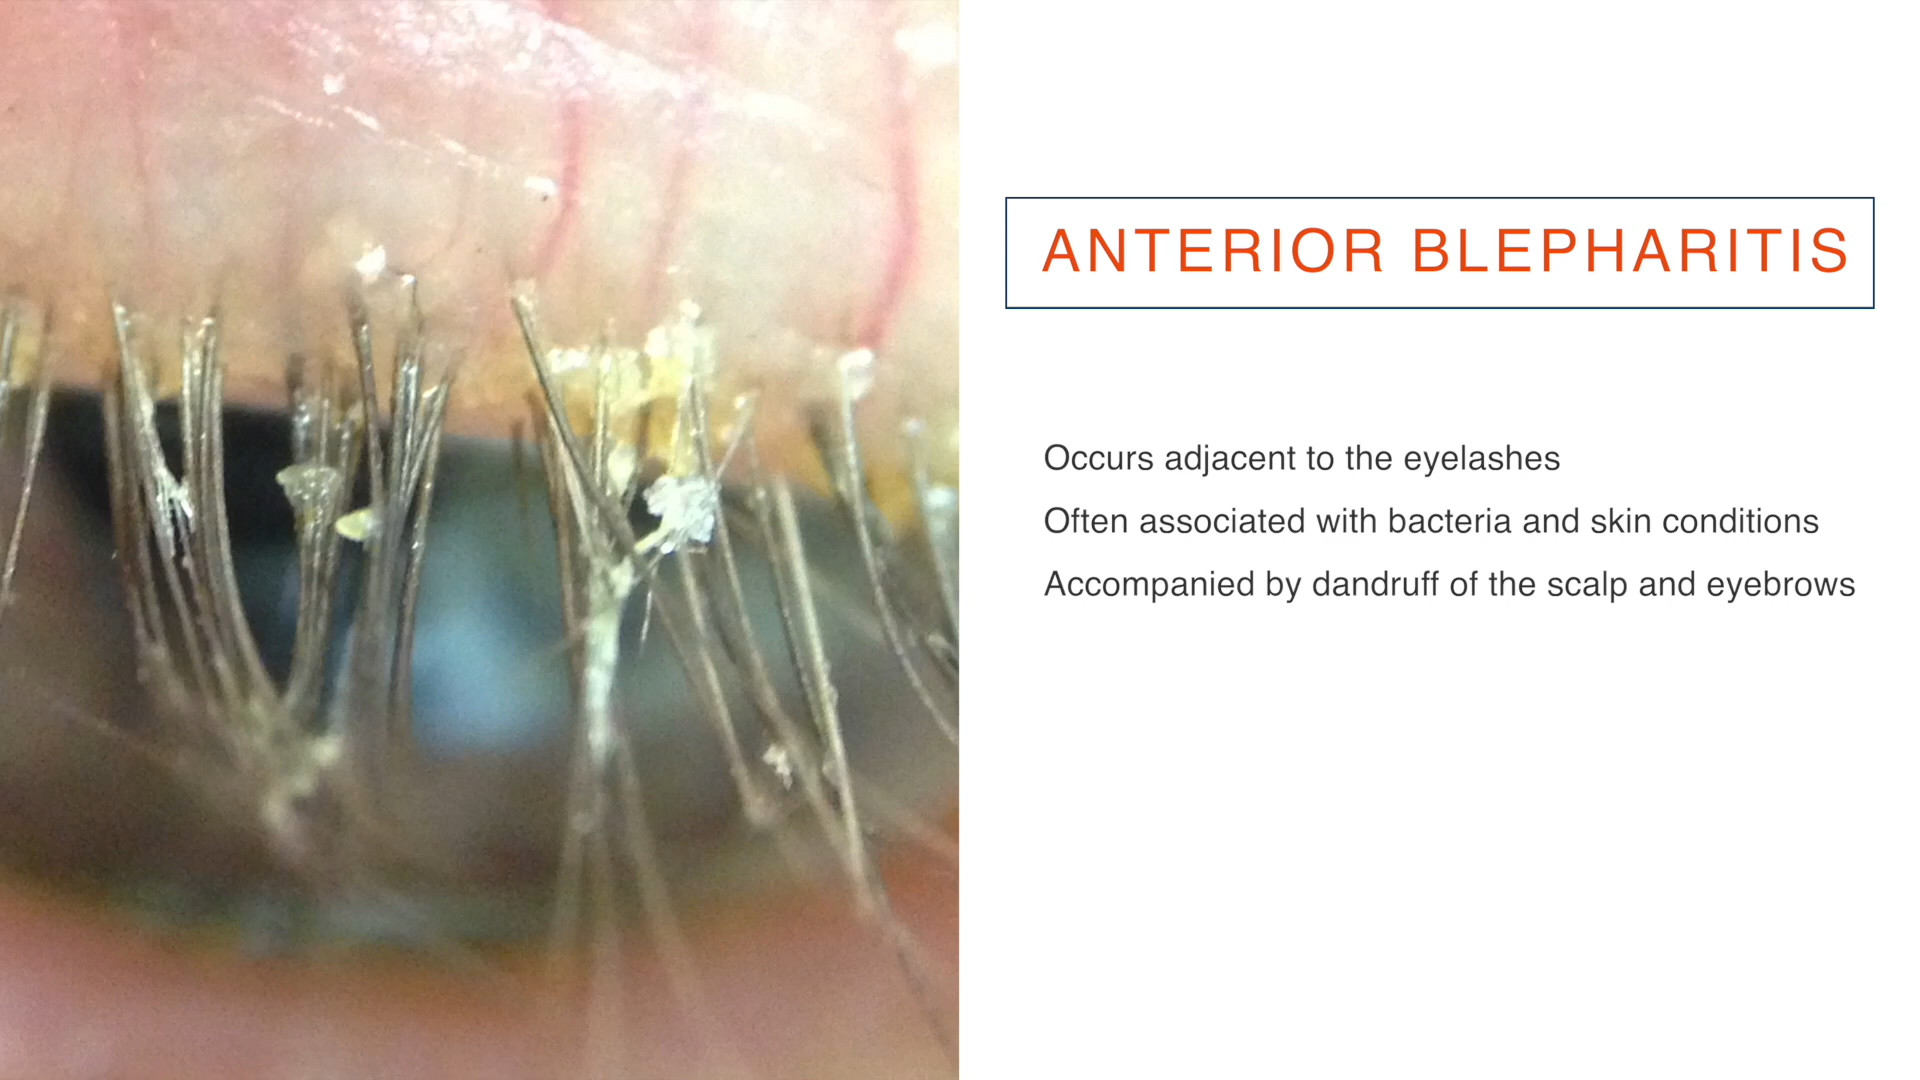 ANTERIOR BLEPHARITIS
Occurs adjacent to the eyelashes
Often associated with bacteria and skin conditions
Accompanied by dandruff of the scalp and eyebrows